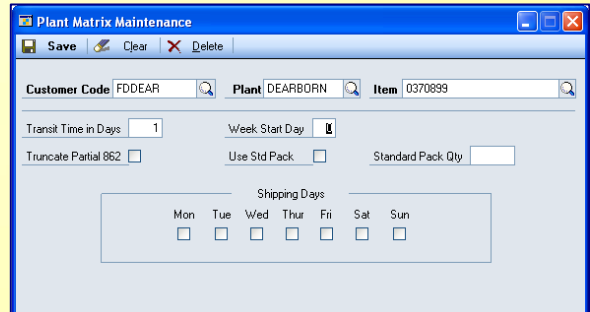 Plant Matrix Maintenance
Save Clear Delete
Customer Code FDDEAR Plant DEARBORN Item 0370899
Transit Time in Days 1 Week Start Day
Truncate Partial 862 Use Std Pack Standard Pack Qty
Shipping Days
Mon Tue Wed Thur Fri Sat Sun